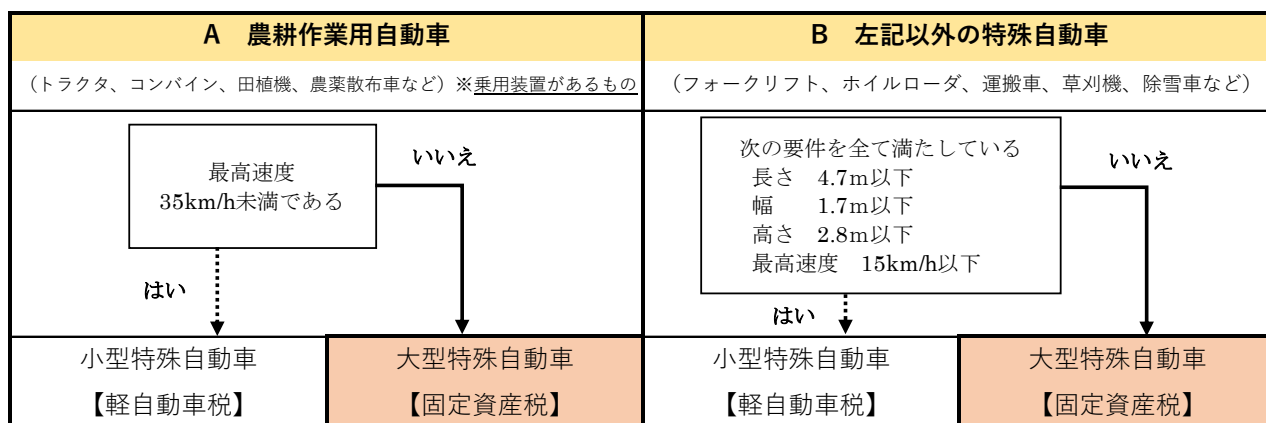 A 農耕作業用自動車
(トラクタ、コンバイン、田植機、農薬散布車など)※乗用装置があるもの
最高速度
35km/h未満である
いいえ
はい
小型特殊自動車
【軽自動車税】
大型特殊自動車
【固定資産税】
B 左記以外の特殊自動車
(フォークリフト、ホイルローダ、運搬車、草刈機、除雪車など)
次の要件を全て満たしている
長さ 4.7m以下
幅 1.7m以下
高さ 2.8m以下
最高速度 15km/h以下
いいえ
はい
小型特殊自動車
【軽自動車税】
大型特殊自動車
【固定資産税】